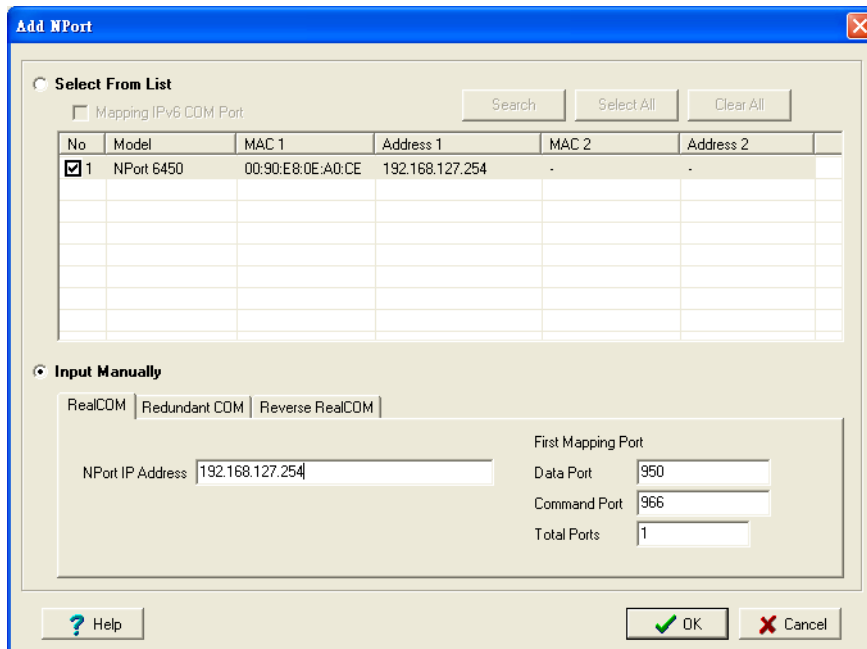 Add NPort
Select From List
Mapping IPv6 COM Port
Search
Select All
Clear All
No Model MAC 1 Address 1 MAC 2 Address 2
1 NPort 6450 00:90:E8:0E:A0:CE 192.168.127.254 - -
Input Manually
RealCOM Redundant COM Reverse RealCOM
First Mapping Port
NPort IP Address 192.168.127.254 Data Port 950
Command Port 966
Total Ports 1
? Help
OK
Cancel